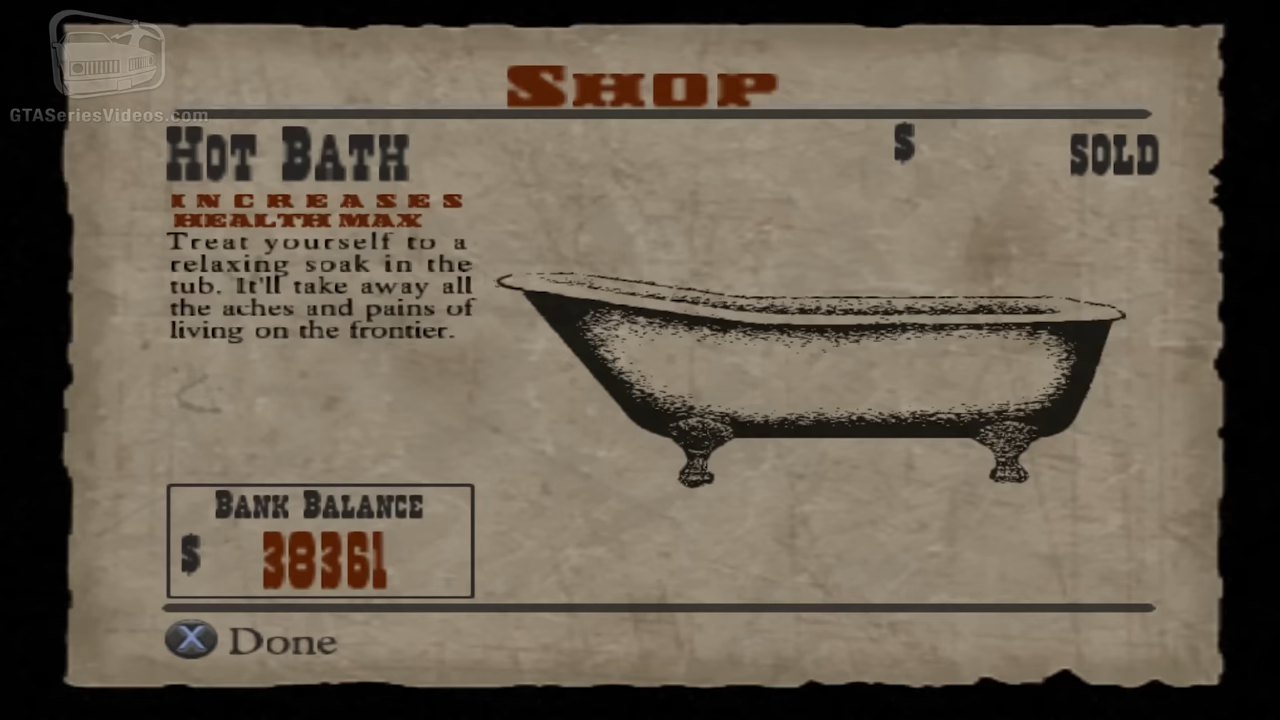 GTASeriesVideos.com
SHOP
HOT BATH
$ SOLD
INCREASES
HEALTH MAX
Treat yourself to a
relaxing soak in the
tub. It'll take away all
the aches and pains of
living on the frontier.
BANK BALANCE
$ 38361
X Done